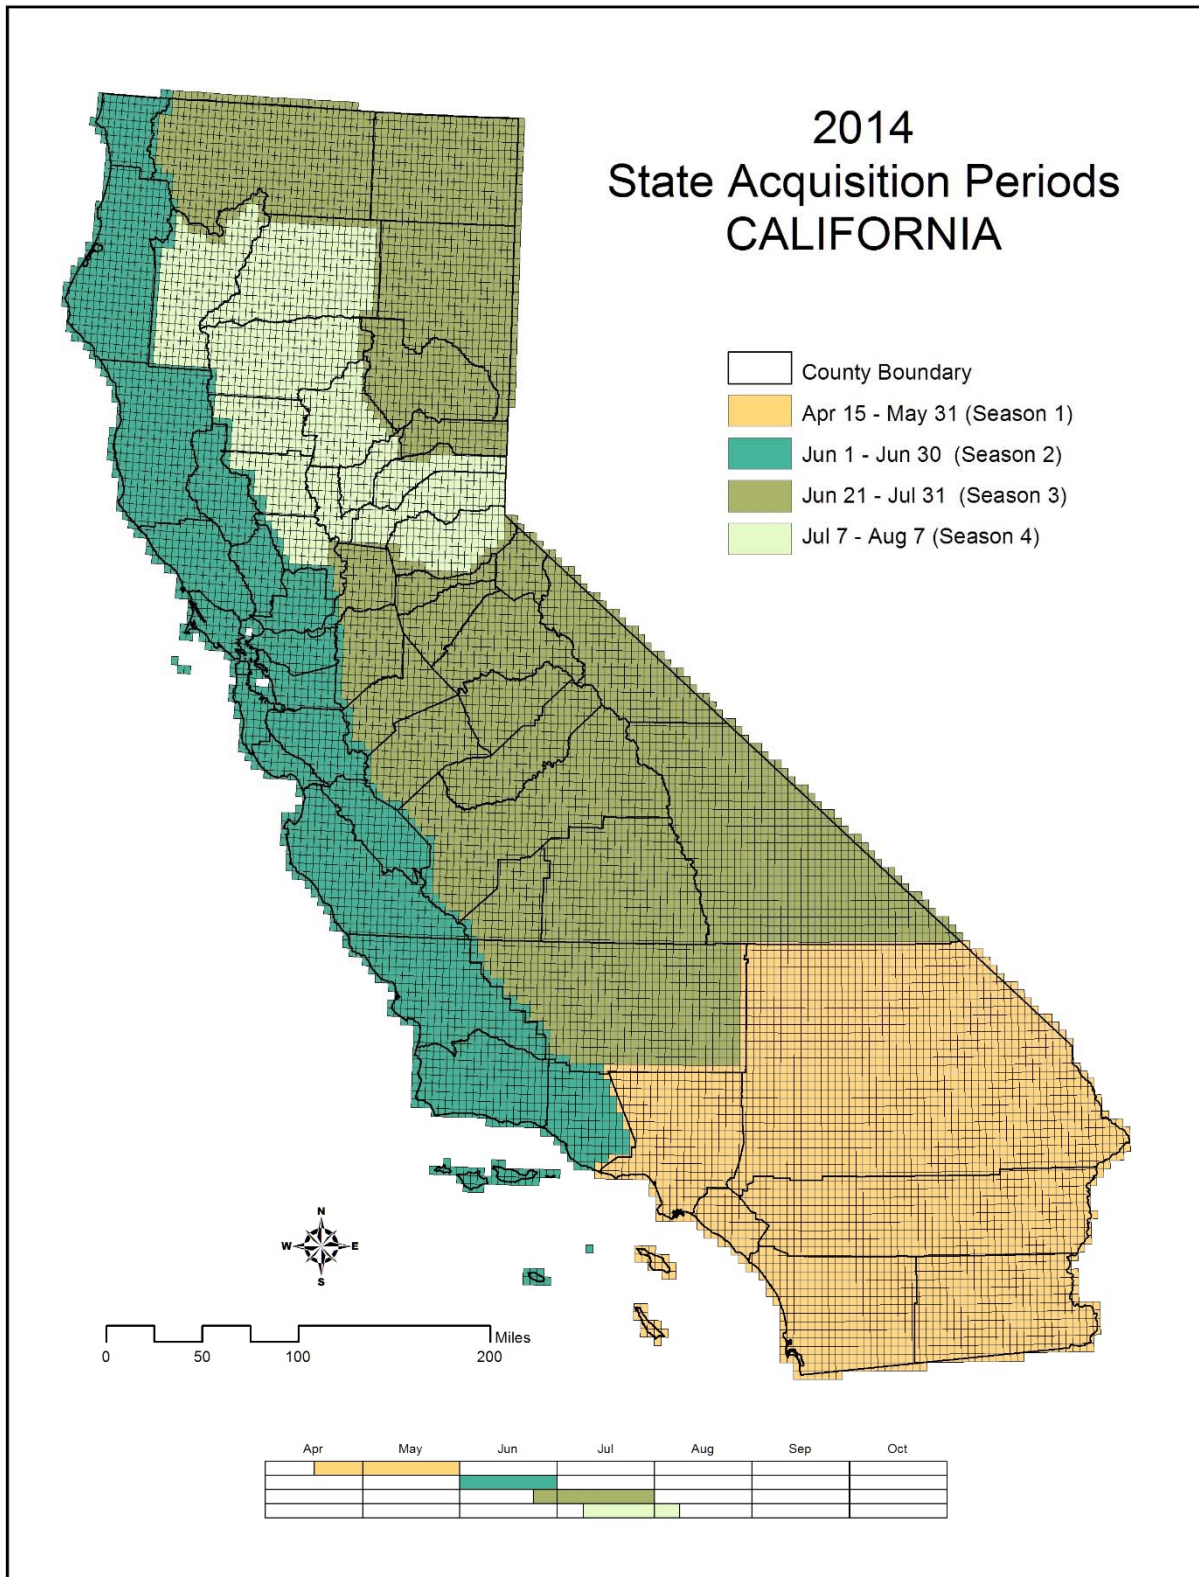 2014
State Acquisition Periods
CALIFORNIA
County Boundary
Apr 15 - May 31 (Season 1)
Jun 1 - Jun 30 (Season 2)
Jun 21 - Jul 31 (Season 3)
Jul 7 - Aug 7 (Season 4)
N
W E
S
Miles
0 50 100 200
Apr May Jun Jul Aug Sep Oct